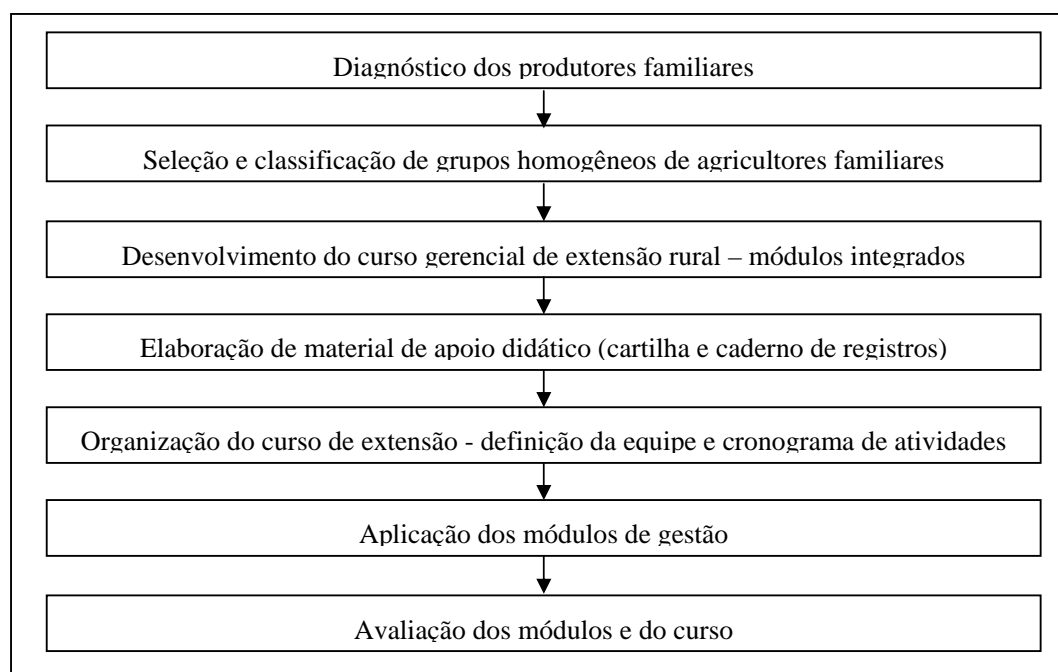 Diagnóstico dos produtores familiares
Seleção e classificação de grupos homogêneos de agricultores familiares
Desenvolvimento do curso gerencial de extensão rural – módulos integrados
Elaboração de material de apoio didático (cartilha e caderno de registros)
Organização do curso de extensão - definição da equipe e cronograma de atividades
Aplicação dos módulos de gestão
Avaliação dos módulos e do curso